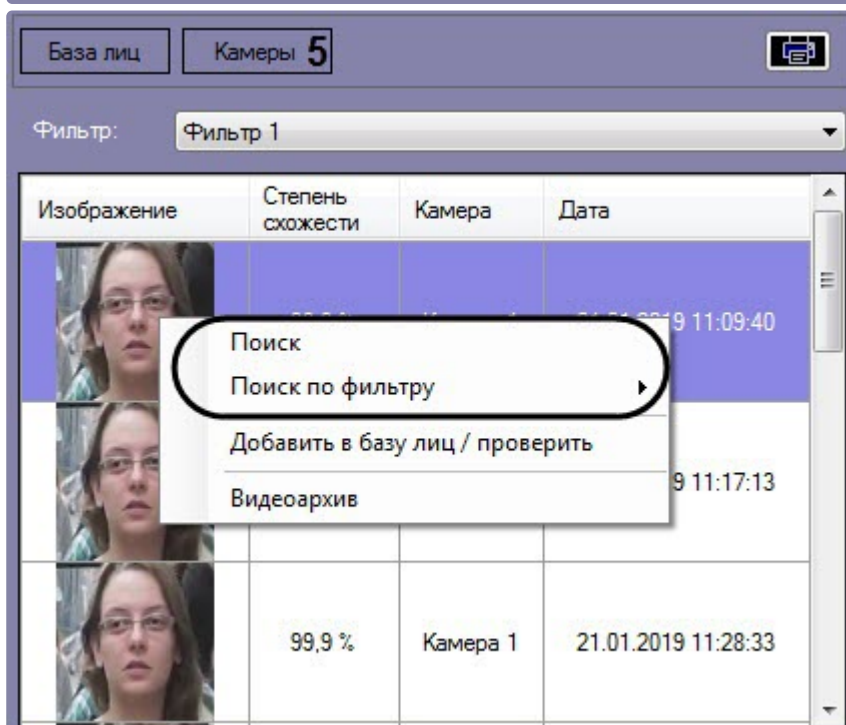 База лиц
Камеры 5
Фильтр: Фильтр 1
Изображение Степень схожести Камера Дата
9 11:09:40
Поиск
Поиск по фильтру
Добавить в базу лиц / проверить
9 11:17:13
Видеоархив
99,9 % Камера 1 21.01.2019 11:28:33